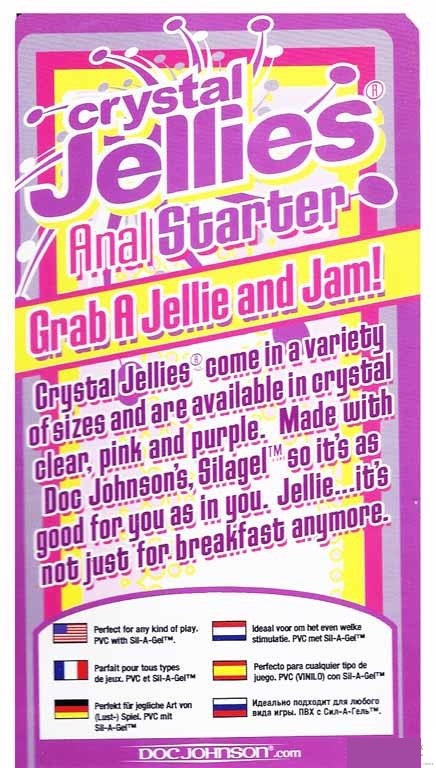 crystal
Jellies®
Anal Starter
Grab A Jellie and Jam!
Crystal Jellies® come in a variety
of sizes and are available in crystal
clear, pink and purple. Made with
Doc Johnson's, Silagel™ so it's as
good for you as in you. Jellie...it's
not just for breakfast anymore.
Perfect for any kind of play.
PVC with Sil-A-Gel™.
Ideaal voor om het even welke
stimulatie. PVC met Sil-A-Gel™
Parfait pour tous types
de jeux. PVC et Sil-A-Gel™
Perfecto para cualquier tipo de
juego. PVC (VINILO) con Sil-A-Gel™
Perfekt für jegliche Art von
(Lust-) Spiel. PVC mit
Sil-A-Gel™
Идеально подходит для любого
вида игры. ПВХ с Сил-А-Гель™.
DOC JOHNSON®.com